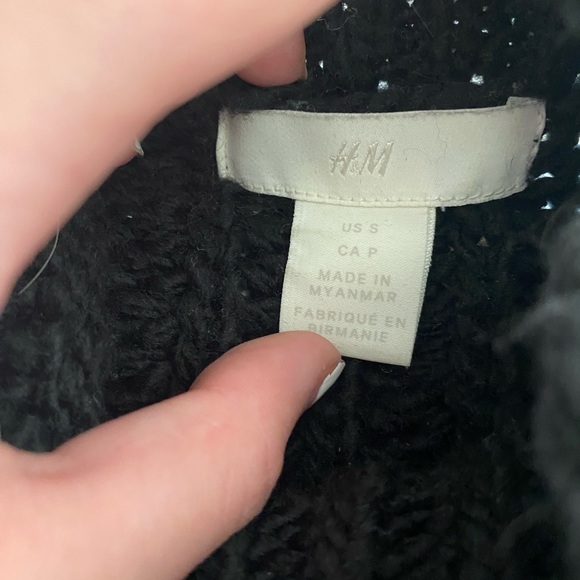 H&M
US S
CA P
MADE IN
MYANMAR
FABRIQUÉ EN
BIRMANIE